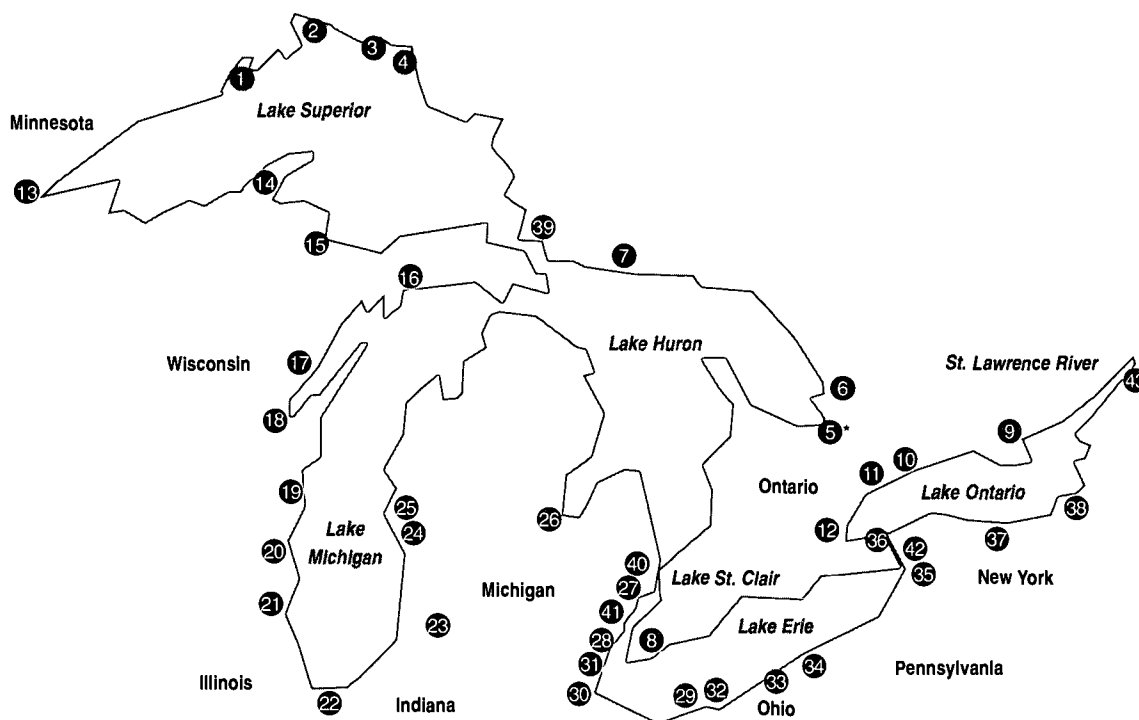 2
3
4
1
Lake Superior
Minnesota
13
14
15
39
7
16
Lake Huron
Wisconsin
17
St. Lawrence River
6
43
18
5*
9
10
11
Ontario
19
Lake Ontario
25
26
24
Lake
Michigan
12
36
42
37
38
20
40
Lake St. Clair
35
New York
Michigan
27
21
41
23
28
8
Lake Erie
31
34
Pennsylvania
Illinois
22
Indiana
30
29
32
33
Ohio